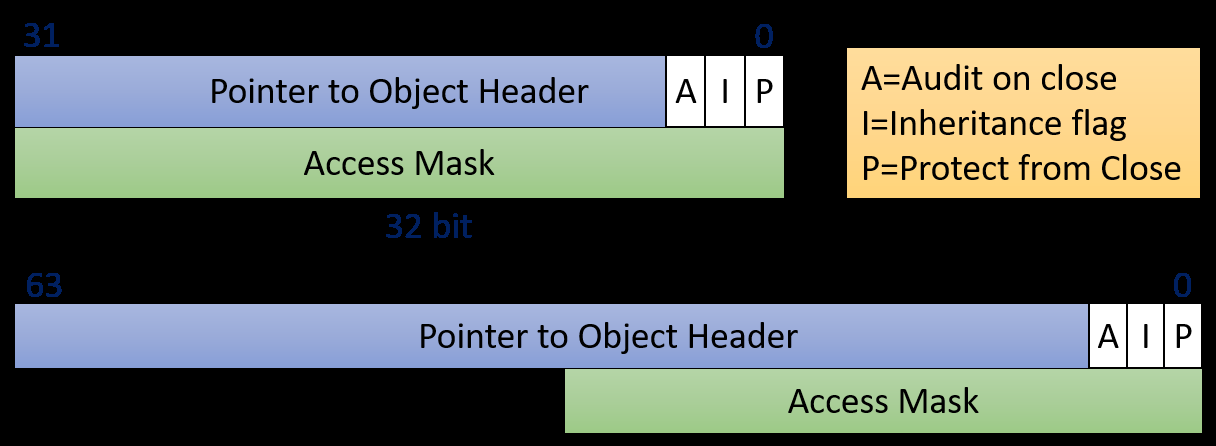 31
0
Pointer to Object Header
A
I
P
Access Mask
32 bit
A=Audit on close
I=Inheritance flag
P=Protect from Close
63
0
Pointer to Object Header
A
I
P
Access Mask